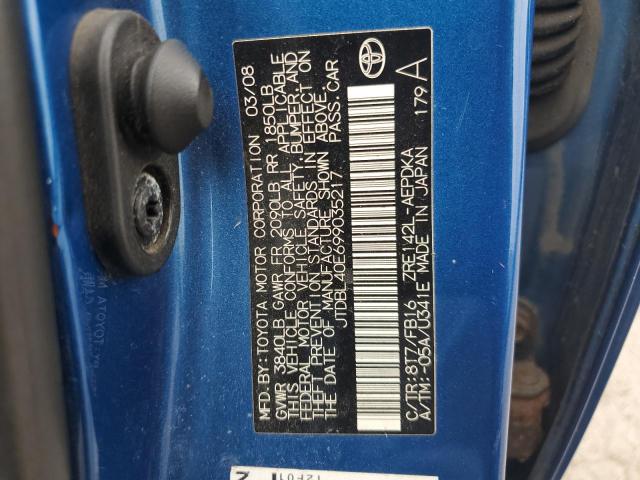 MFD.BY:TOYOTA MOTOR CORPORATION 03/08
GVWR 3840LB GAWR FR 2090LB RR 1850LB
THIS VEHICLE CONFORMS TO ALL APPLICABLE
FEDERAL MOTOR VEHICLE SAFETY,BUMPER,AND
THEFT PREVENTION STANDARDS IN EFFECT ON
THE DATE OF MANUFACTURE SHOWN ABOVE.
JTDBL40E699035217 PASS.CAR
C/TR:8T7/FB16 ZRE142L-AEPDKA
A/TM:-05A/U341E MADE IN JAPAN 179 A
12F01